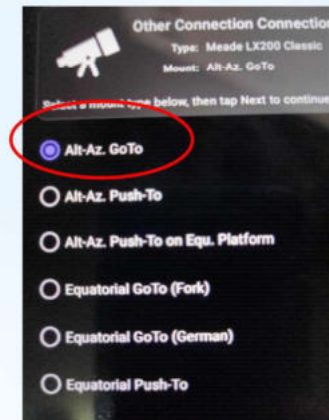 Other Connection Connection
Type: Meade LX200 Classic
Mount: Alt-Az. GoTo
Select a mount type below, then tap Next to continue
Alt-Az. GoTo
Alt-Az. Push-To
Alt-Az. Push-To on Equ. Platform
Equatorial GoTo (Fork)
Equatorial GoTo (German)
Equatorial Push-To